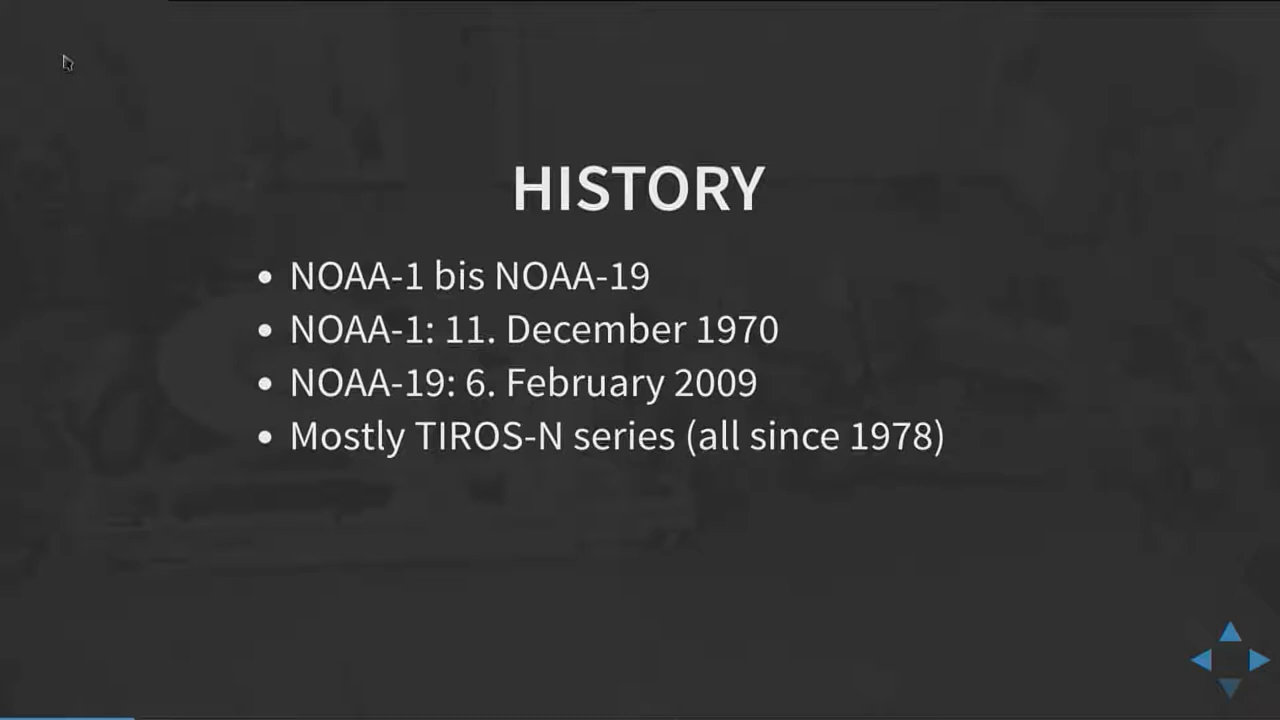 HISTORY
NOAA-1 bis NOAA-19
NOAA-1: 11. December 1970
NOAA-19: 6. February 2009
Mostly TIROS-N series (all since 1978)